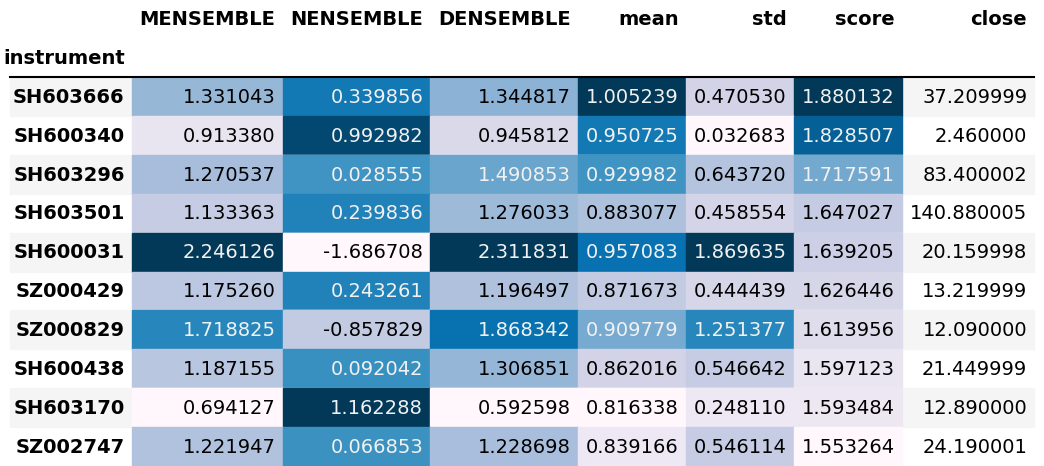 MENSEMBLE NENSEMBLE DENSEMBLE mean std score close
instrument
SH603666 1.331043 0.339856 1.344817 1.005239 0.470530 1.880132 37.209999
SH600340 0.913380 0.992982 0.945812 0.950725 0.032683 1.828507 2.460000
SH603296 1.270537 0.028555 1.490853 0.929982 0.643720 1.717591 83.400002
SH603501 1.133363 0.239836 1.276033 0.883077 0.458554 1.647027 140.880005
SH600031 2.246126 -1.686708 2.311831 0.957083 1.869635 1.639205 20.159998
SZ000429 1.175260 0.243261 1.196497 0.871673 0.444439 1.626446 13.219999
SZ000829 1.718825 -0.857829 1.868342 0.909779 1.251377 1.613956 12.090000
SH600438 1.187155 0.092042 1.306851 0.862016 0.546642 1.597123 21.449999
SH603170 0.694127 1.162288 0.592598 0.816338 0.248110 1.593484 12.890000
SZ002747 1.221947 0.066853 1.228698 0.839166 0.546114 1.553264 24.190001